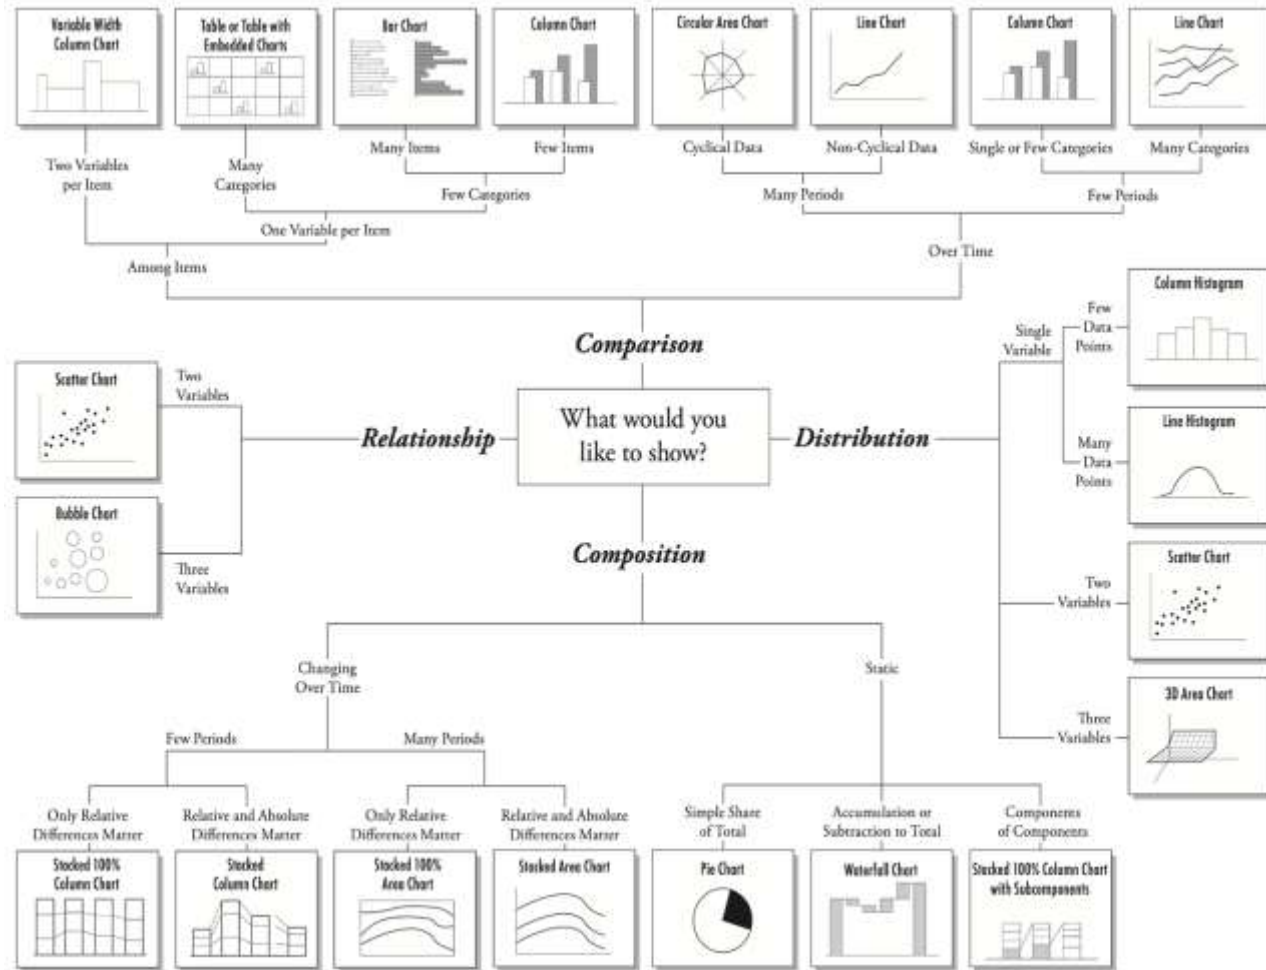 Variable Width
Column Chart
Table or Table with
Embedded Charts
Bar Chart
Column Chart
Circular Area Chart
Line Chart
Column Chart
Line Chart
Two Variables
per Item
Many
Categories
Many Items
Few Items
Cyclical Data
Non-Cyclical Data
Single or Few Categories
Many Categories
Few Categories
Many Periods
Few Periods
One Variable per Item
Among Items
Over Time
Comparison
What would you
like to show?
Relationship
Two
Variables
Scatter Chart
Three
Variables
Bubble Chart
Distribution
Single
Variable
Few
Data
Points
Column Histogram
Many
Data
Points
Line Histogram
Two
Variables
Scatter Chart
Three
Variables
3D Area Chart
Composition
Changing
Over Time
Static
Few Periods
Many Periods
Only Relative
Differences Matter
Relative and Absolute
Differences Matter
Only Relative
Differences Matter
Relative and Absolute
Differences Matter
Simple Share
of Total
Accumulation or
Subtraction to Total
Components
of Components
Stacked 100%
Column Chart
Stacked
Column Chart
Stacked 100%
Area Chart
Stacked Area Chart
Pie Chart
Waterfall Chart
Stacked 100% Column Chart
with Subcomponents